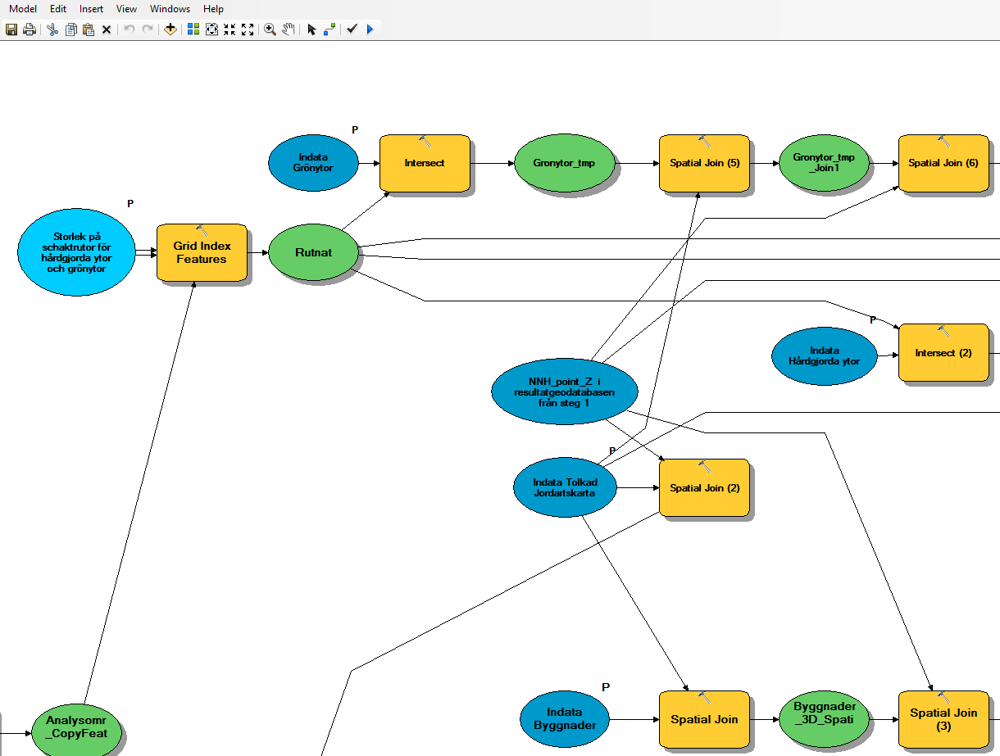 Model Edit Insert View Windows Help
P
Indata
Grönytor
Intersect
Gronytor_tmp
Spatial Join (5)
Gronytor_tmp
_Join1
Spatial Join (6)
P
Storlek på
schaktrutor för
hårdgjorda ytor
och grönytor
Grid Index
Features
Rutnat
P
Indata
Hårdgjorda ytor
Intersect (2)
NNH_point_Z i
resultatgeodatabasen
från steg 1
P
Indata Tolkad
Jordartskarta
Spatial Join (2)
P
Indata
Byggnader
Spatial Join
Byggnader
_3D_Spati
Spatial Join
(3)
Analysomr
_CopyFeat